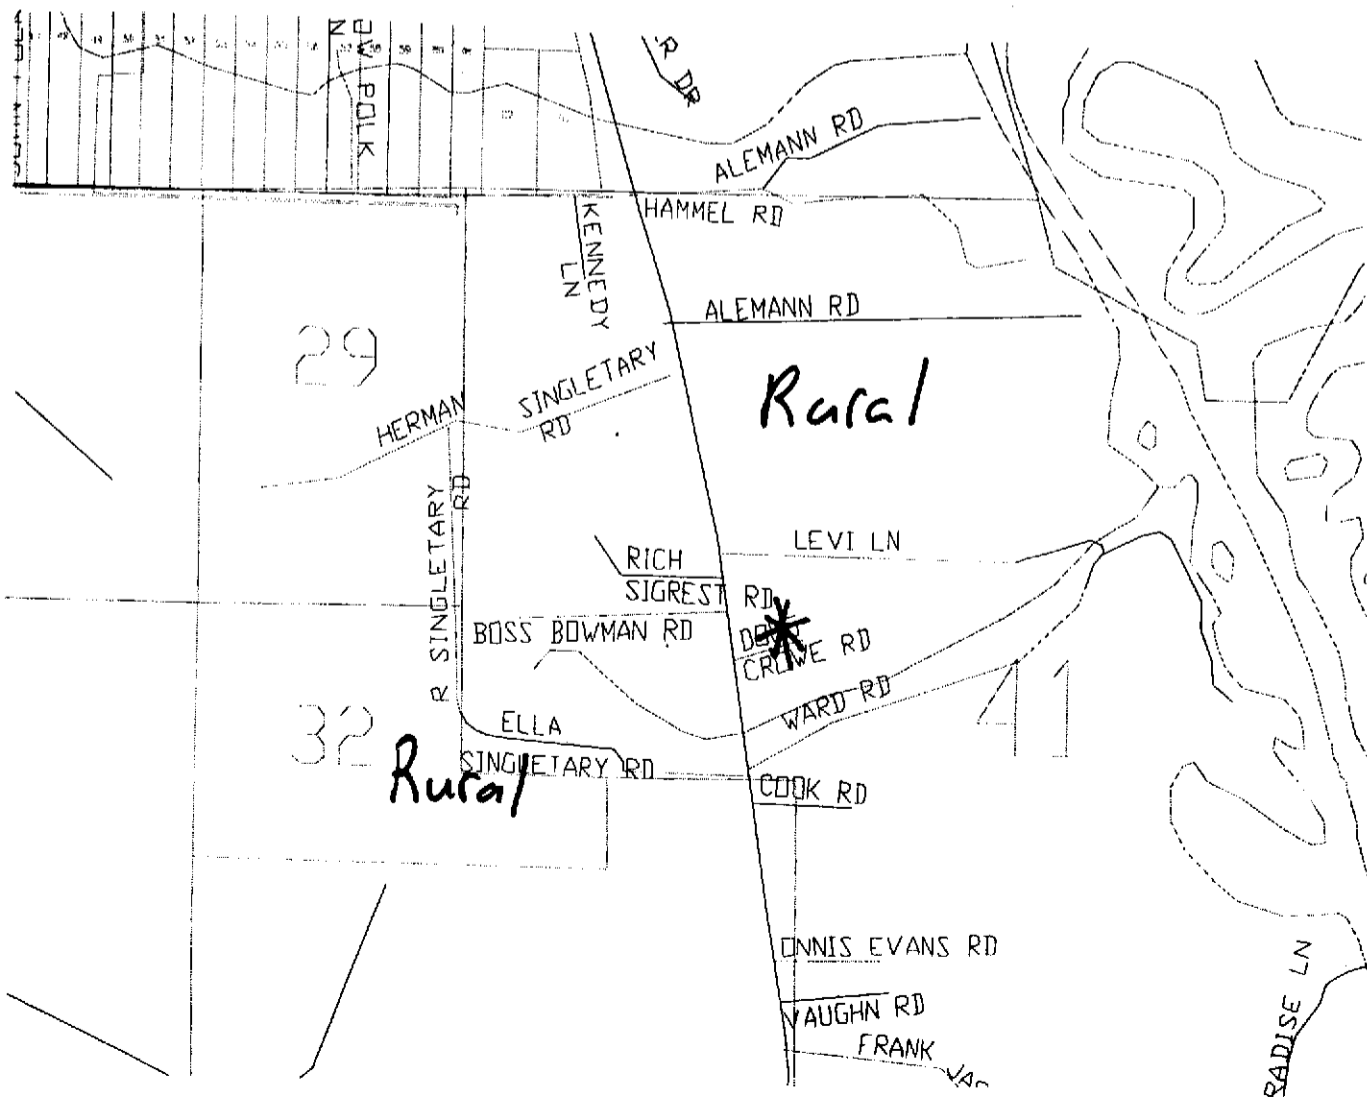 POLK
R DR
ALEMANN RD
HAMMEL RD
KENNEDY
LN
ALEMANN RD
29
Rural
HERMAN SINGLETARY
RD
R SINGLETARY
RD
LEVI LN
RICH
SIGREST RD
BOSS BOWMAN RD
CROWE RD
WARD RD
41
32
ELLA
SINGLETARY RD
Rural
COOK RD
ONNIS EVANS RD
VAUGHN RD
FRANK
RADISE LN